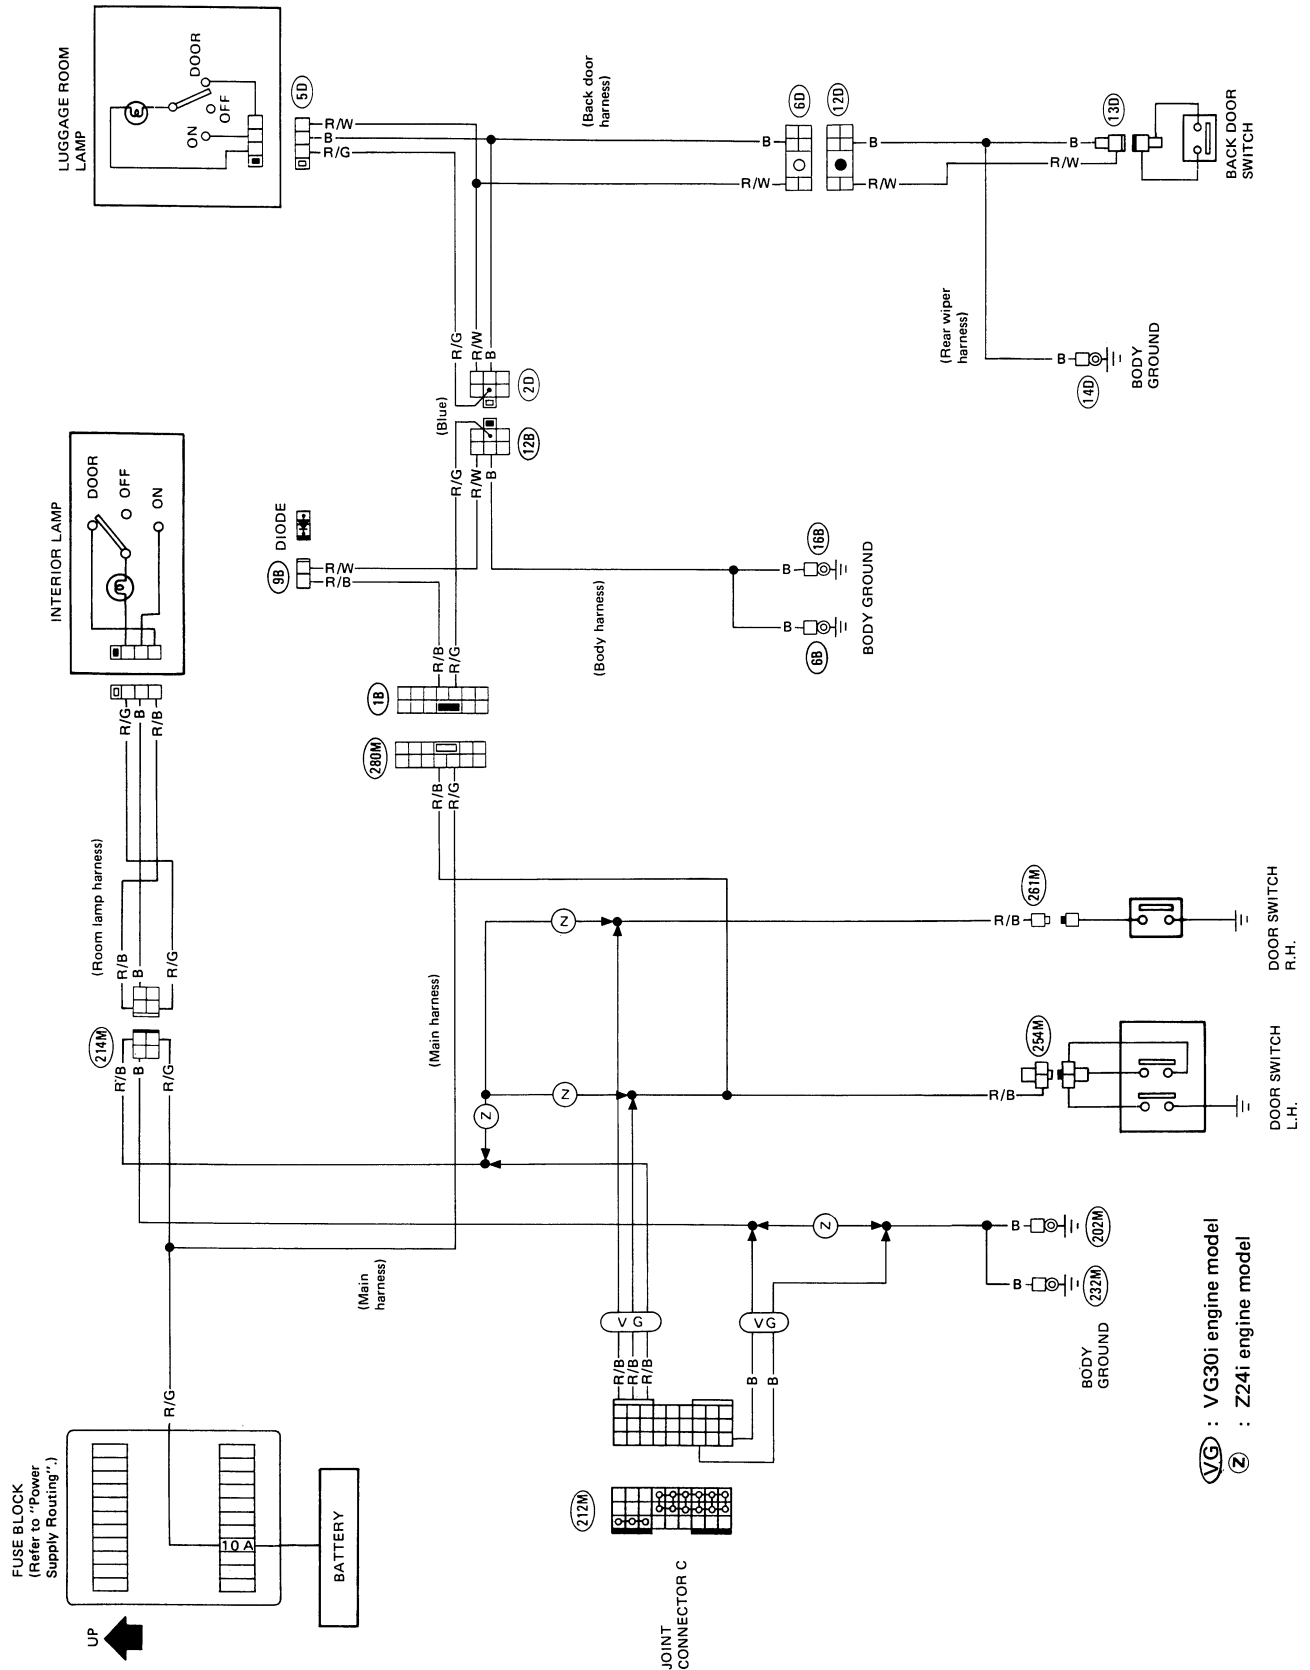 LUGGAGE ROOM
LAMP
ON
OFF
DOOR
5D
R/W
B
R/G
(Back door
harness)
B
R/W
6D
12D
B
R/W
B
R/W
13D
BACK DOOR
SWITCH
(Rear wiper
harness)
B
14D
BODY
GROUND
R/G
R/W
B
2D
(Blue)
12B
R/G
R/W
B
INTERIOR LAMP
DOOR
OFF
ON
DIODE
9B
R/W
R/B
(Body harness)
B
16B
B
6B
BODY GROUND
R/B
R/G
1B
280M
R/B
R/G
R/G
B
R/B
(Room lamp harness)
R/B
B
R/G
214M
R/B
B
R/G
(Main harness)
Z
Z
Z
R/B
261M
DOOR SWITCH
R.H.
R/B
254M
DOOR SWITCH
L.H.
(Main
harness)
Z
B
202M
B
232M
BODY
GROUND
VG
VG
R/B
R/B
R/B
B
B
212M
JOINT
CONNECTOR C
R/G
FUSE BLOCK
(Refer to "Power
Supply Routing".)
10A
BATTERY
UP
VG : VG30i engine model
Z : Z24i engine model